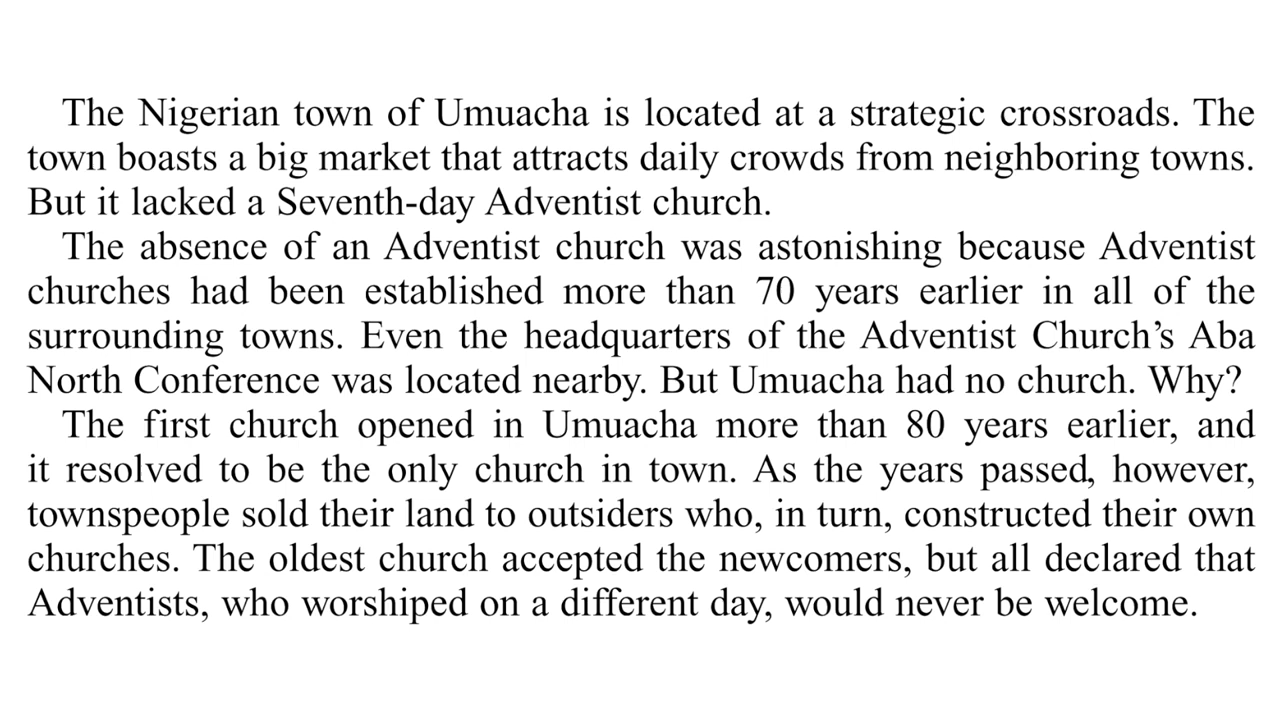 The Nigerian town of Umuacha is located at a strategic crossroads. The
town boasts a big market that attracts daily crowds from neighboring towns.
But it lacked a Seventh-day Adventist church.
The absence of an Adventist church was astonishing because Adventist
churches had been established more than 70 years earlier in all of the
surrounding towns. Even the headquarters of the Adventist Church’s Aba
North Conference was located nearby. But Umuacha had no church. Why?
The first church opened in Umuacha more than 80 years earlier, and
it resolved to be the only church in town. As the years passed, however,
townspeople sold their land to outsiders who, in turn, constructed their own
churches. The oldest church accepted the newcomers, but all declared that
Adventists, who worshiped on a different day, would never be welcome.